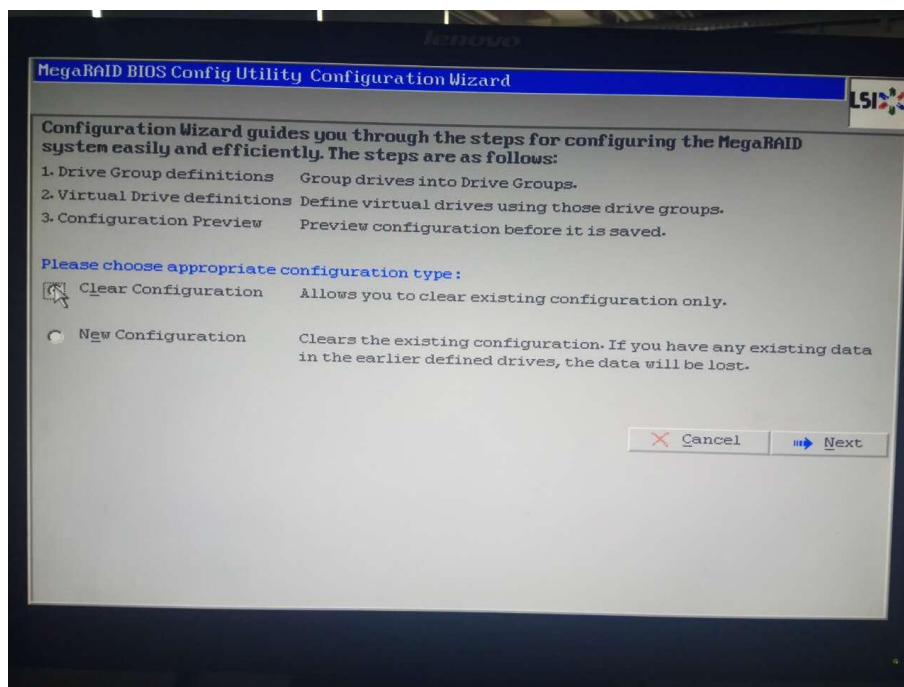 lenovo
MegaRAID BIOS Config Utility Configuration Wizard
LSI
Configuration Wizard guides you through the steps for configuring the MegaRAID
system easily and efficiently. The steps are as follows:
1. Drive Group definitions Group drives into Drive Groups.
2. Virtual Drive definitions Define virtual drives using those drive groups.
3. Configuration Preview Preview configuration before it is saved.
Please choose appropriate configuration type:
Clear Configuration Allows you to clear existing configuration only.
New Configuration Clears the existing configuration. If you have any existing data
in the earlier defined drives, the data will be lost.
Cancel Next